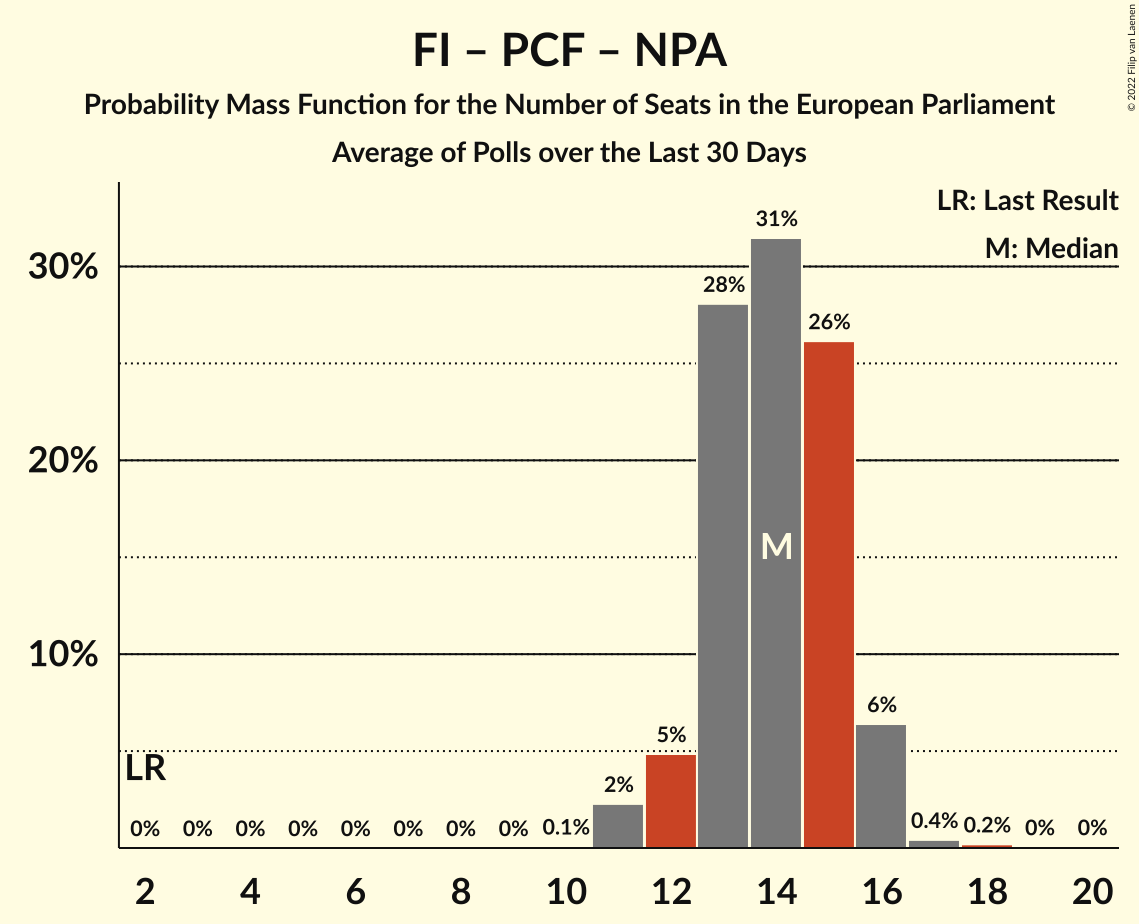 FI – PCF – NPA
Probability Mass Function for the Number of Seats in the European Parliament
Average of Polls over the Last 30 Days
© 2022 Filip van Laenen
LR: Last Result
M: Median
30%
20%
10%
31%
28%
26%
M
6%
5%
LR
2%
0% 0% 0% 0% 0% 0% 0% 0% 0.1% 0.4% 0.2% 0% 0%
2 4 6 8 10 12 14 16 18 20